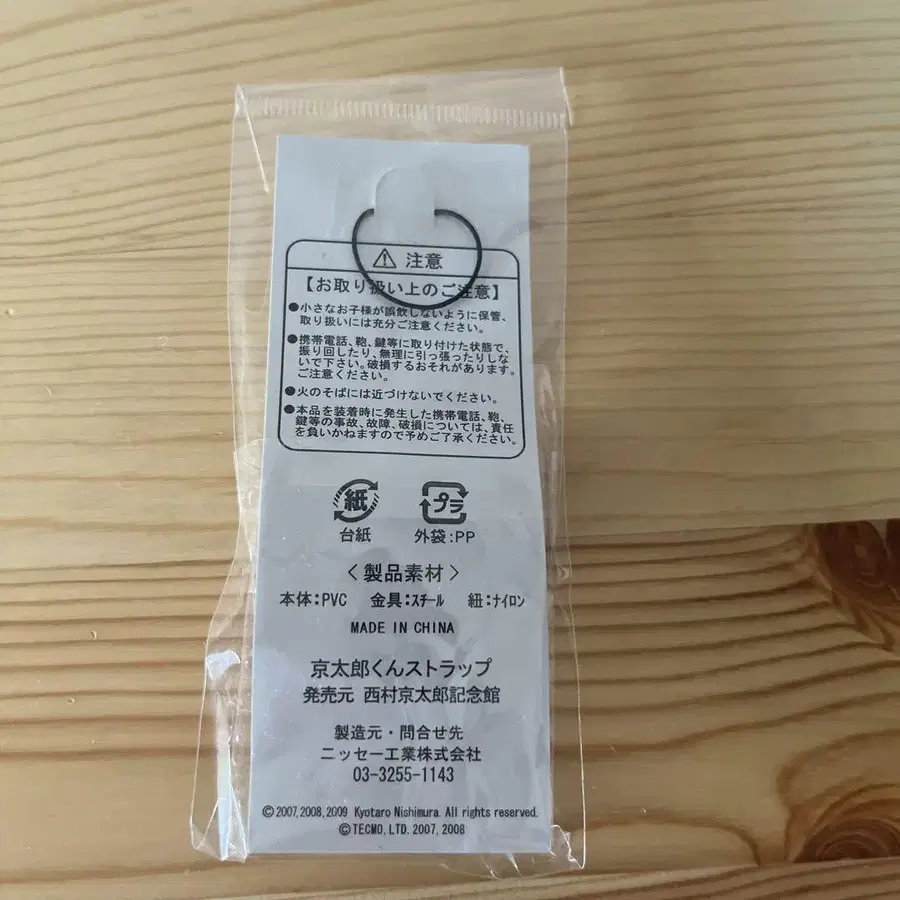 注意
【お取り扱い上のご注意】
●小さなお子様が誤飲しないように保管、
取り扱いには充分ご注意ください。
●携帯電話、鞄、鍵等に取り付けた状態で、
振り回したり、無理に引っ張ったりしな
いで下さい。破損するおそれがあります。
ご注意ください。
●火のそばには近づけないでください。
●本品を装着時に発生した携帯電話、鞄、
鍵等の事故、故障、破損については、責任
を負いかねますので予めご了承ください。
紙 プラ
台紙 外袋:PP
〈製品素材〉
本体:PVC 金具:スチール 紐:ナイロン
MADE IN CHINA
京太郎くんストラップ
発売元 西村京太郎記念館
製造元・問合せ先
ニッセー工業株式会社
03-3255-1143
©2007,2008,2009 Kyotaro Nishimura. All rights reserved.
©TECMO,LTD. 2007, 2008